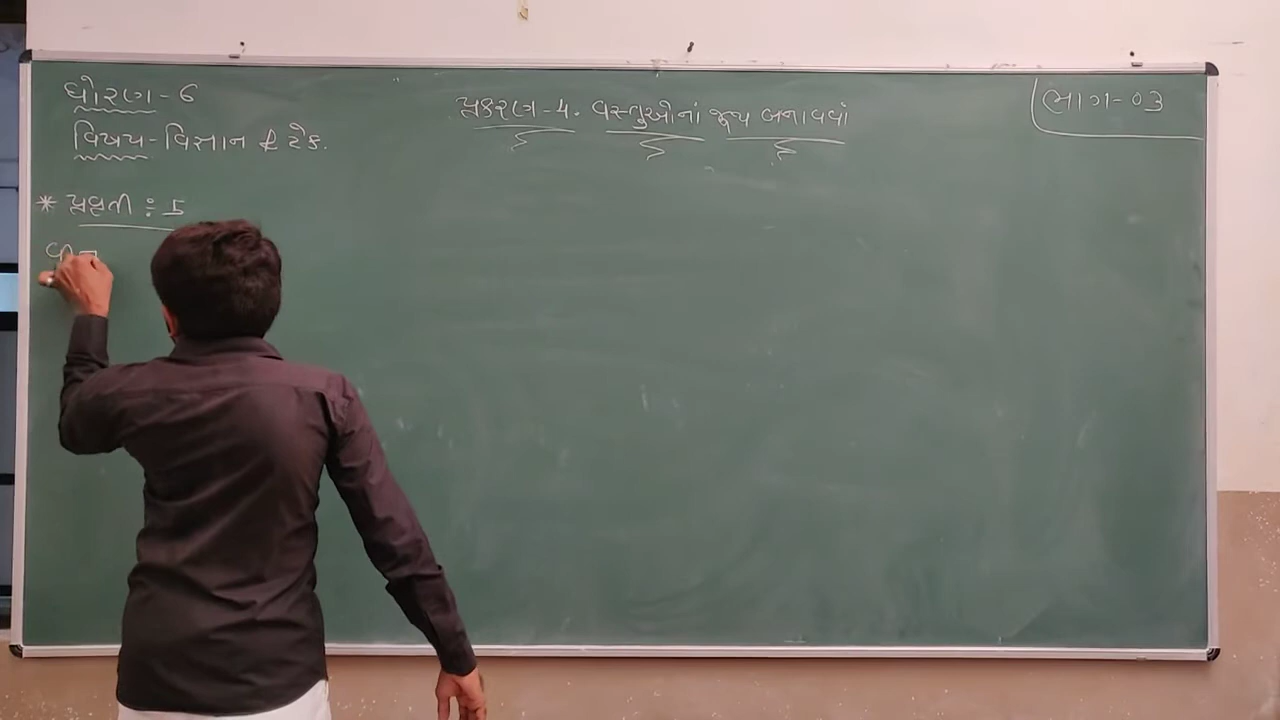 ધોરણ-6
વિષય-વિજ્ઞાન & ટેક.
પ્રકરણ-4. વસ્તુઓનાં જૂથ બનાવવાં
ભાગ-03
* પ્રવૃતી : 5